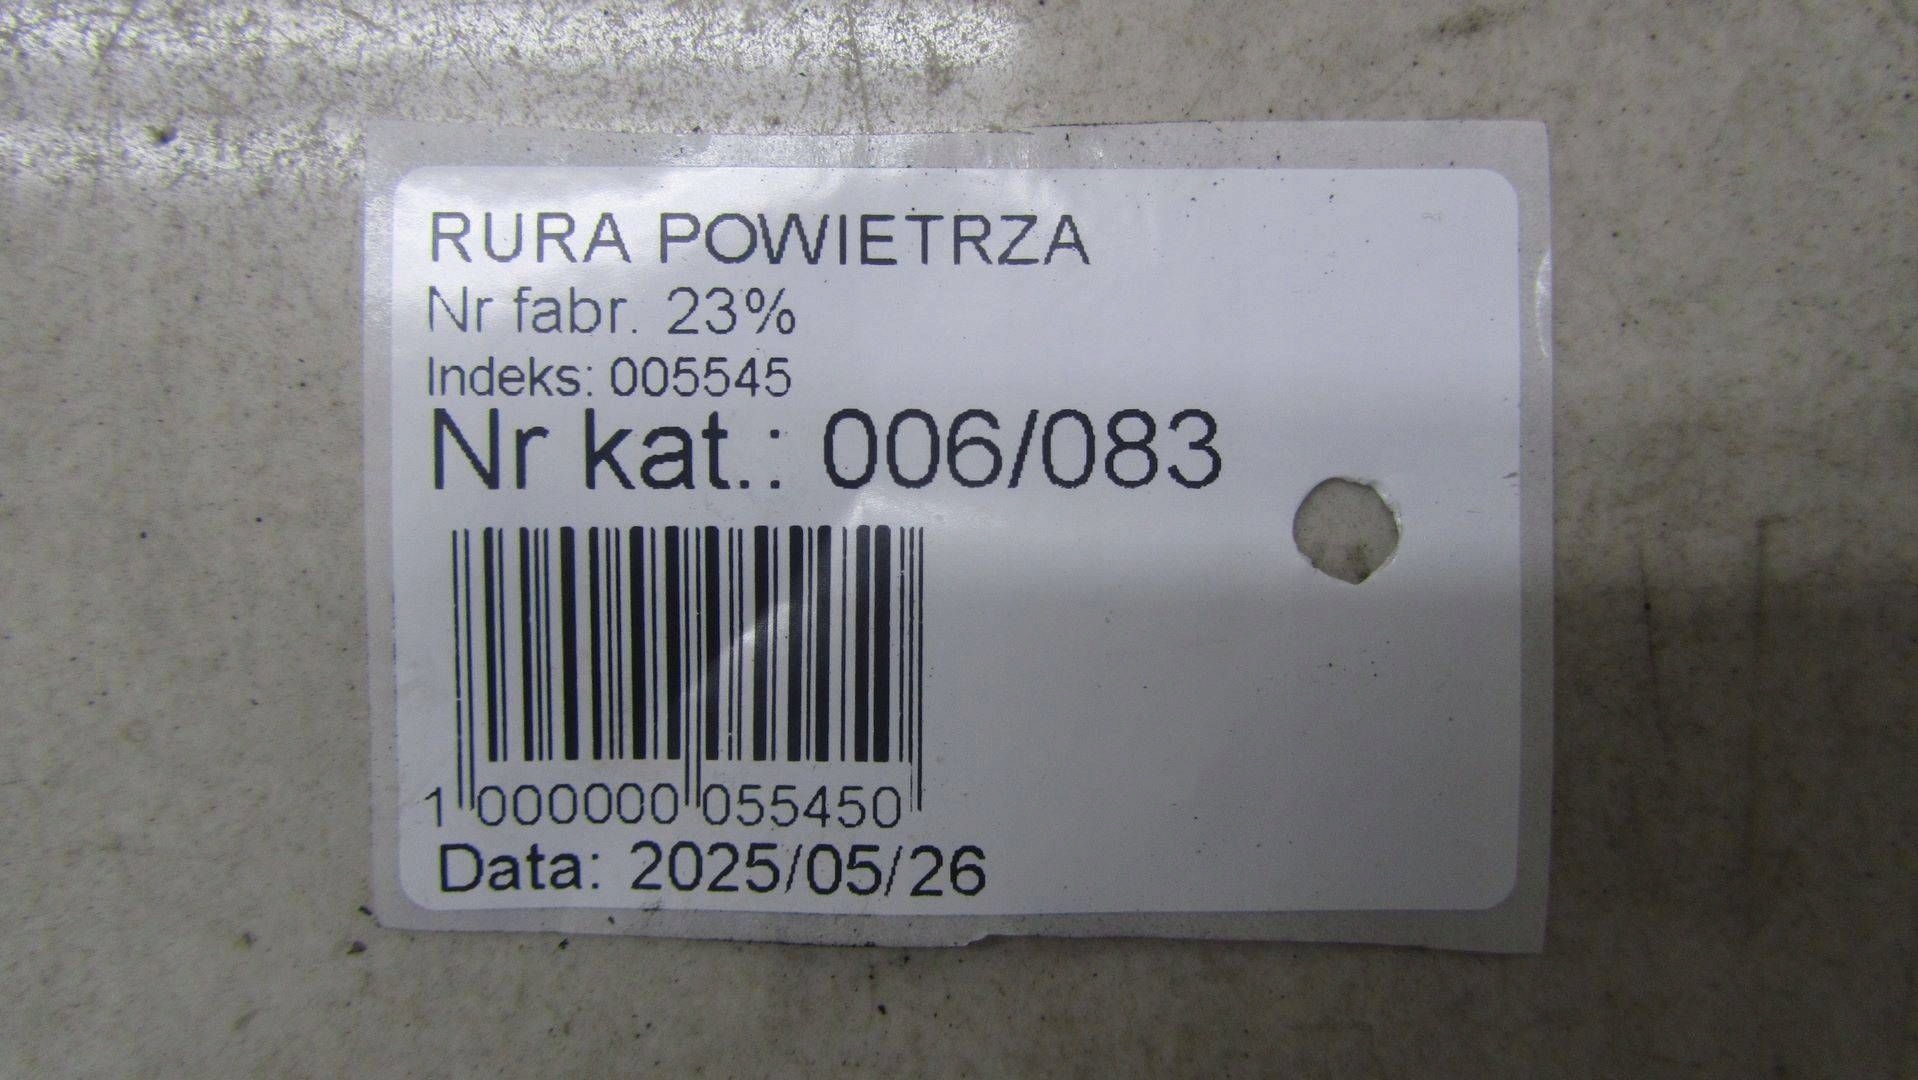 RURA POWIETRZA
Nr fabr. 23%
Indeks: 005545
Nr kat.: 006/083
1 000000 055450
Data: 2025/05/26